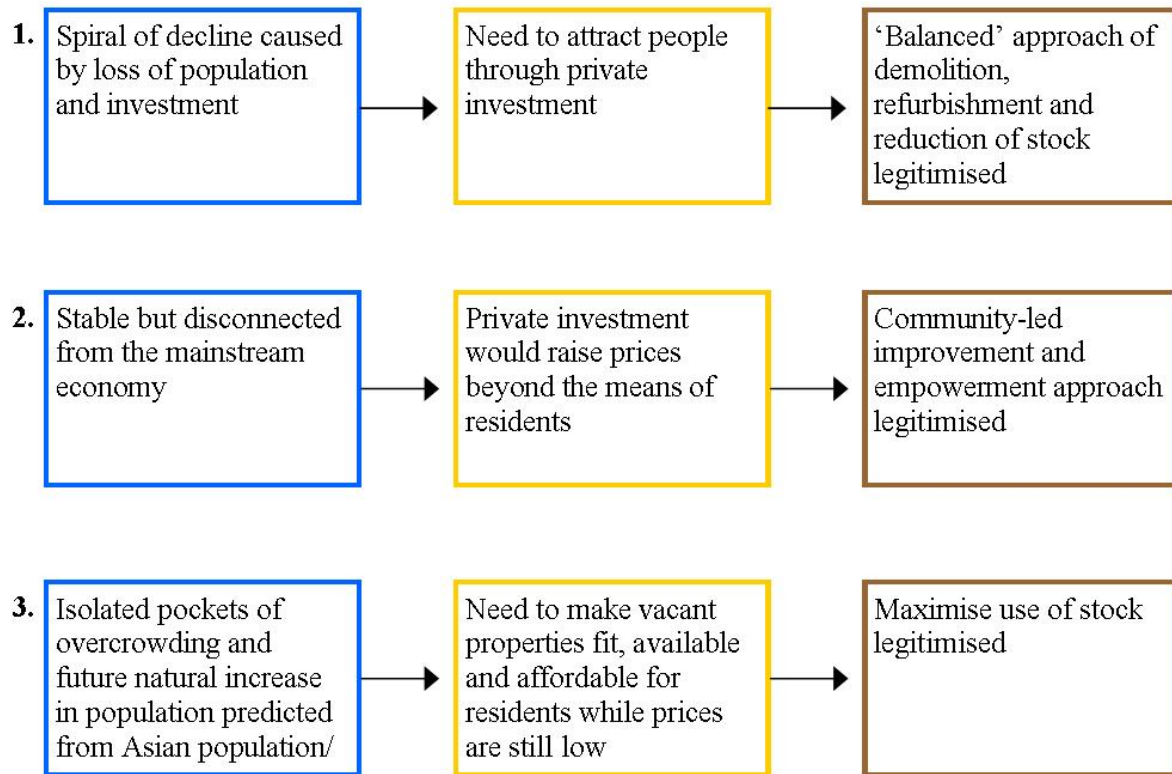 1. Spiral of decline caused
by loss of population
and investment
Need to attract people
through private
investment
‘Balanced’ approach of
demolition,
refurbishment and
reduction of stock
legitimised
2. Stable but disconnected
from the mainstream
economy
Private investment
would raise prices
beyond the means of
residents
Community-led
improvement and
empowerment approach
legitimised
3. Isolated pockets of
overcrowding and
future natural increase
in population predicted
from Asian population/
Need to make vacant
properties fit, available
and affordable for
residents while prices
are still low
Maximise use of stock
legitimised